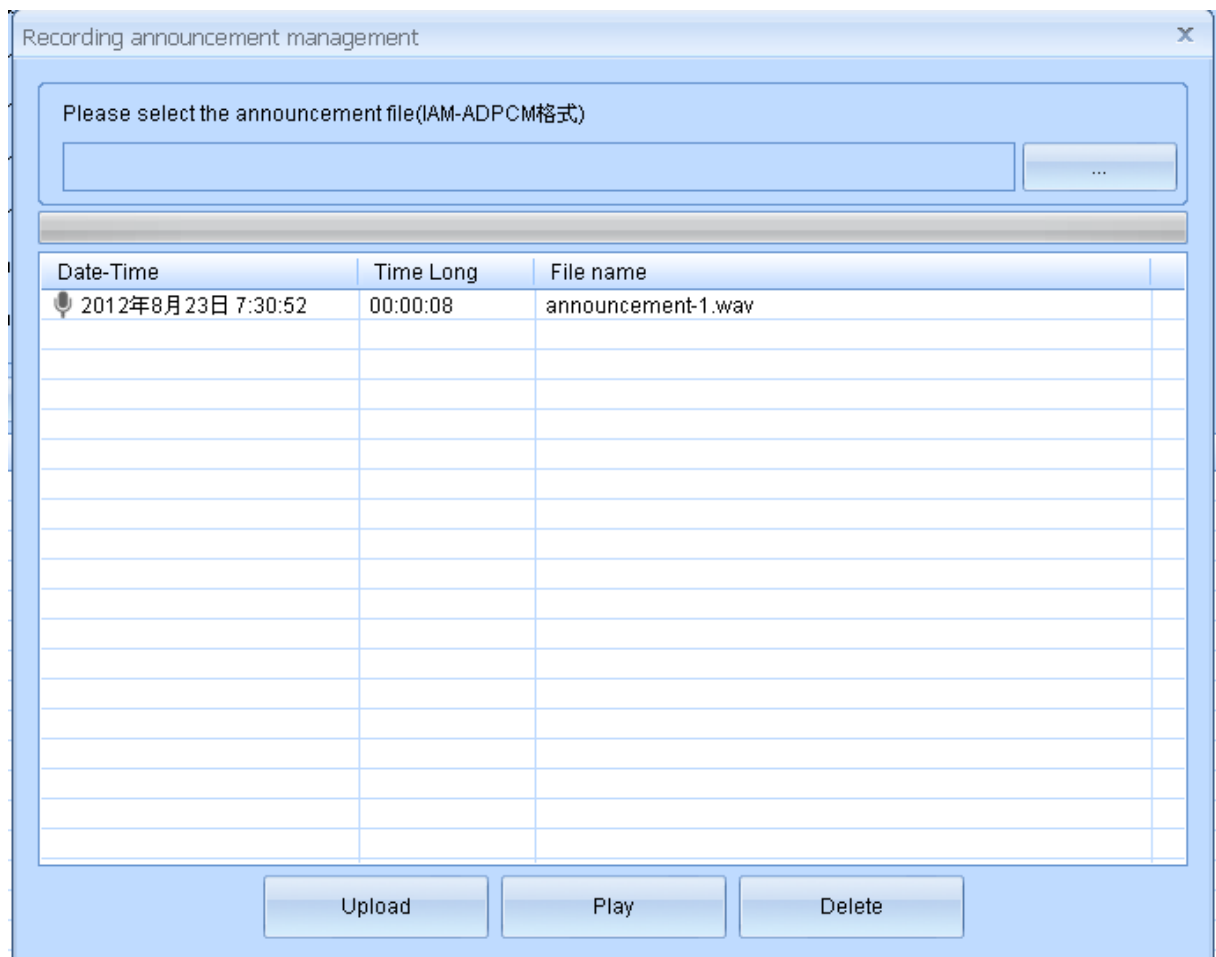 Recording announcement management X
Please select the announcement file(IAM-ADPCM格式)
...
Date-Time Time Long File name
2012年8月23日 7:30:52 00:00:08 announcement-1.wav
Upload Play Delete